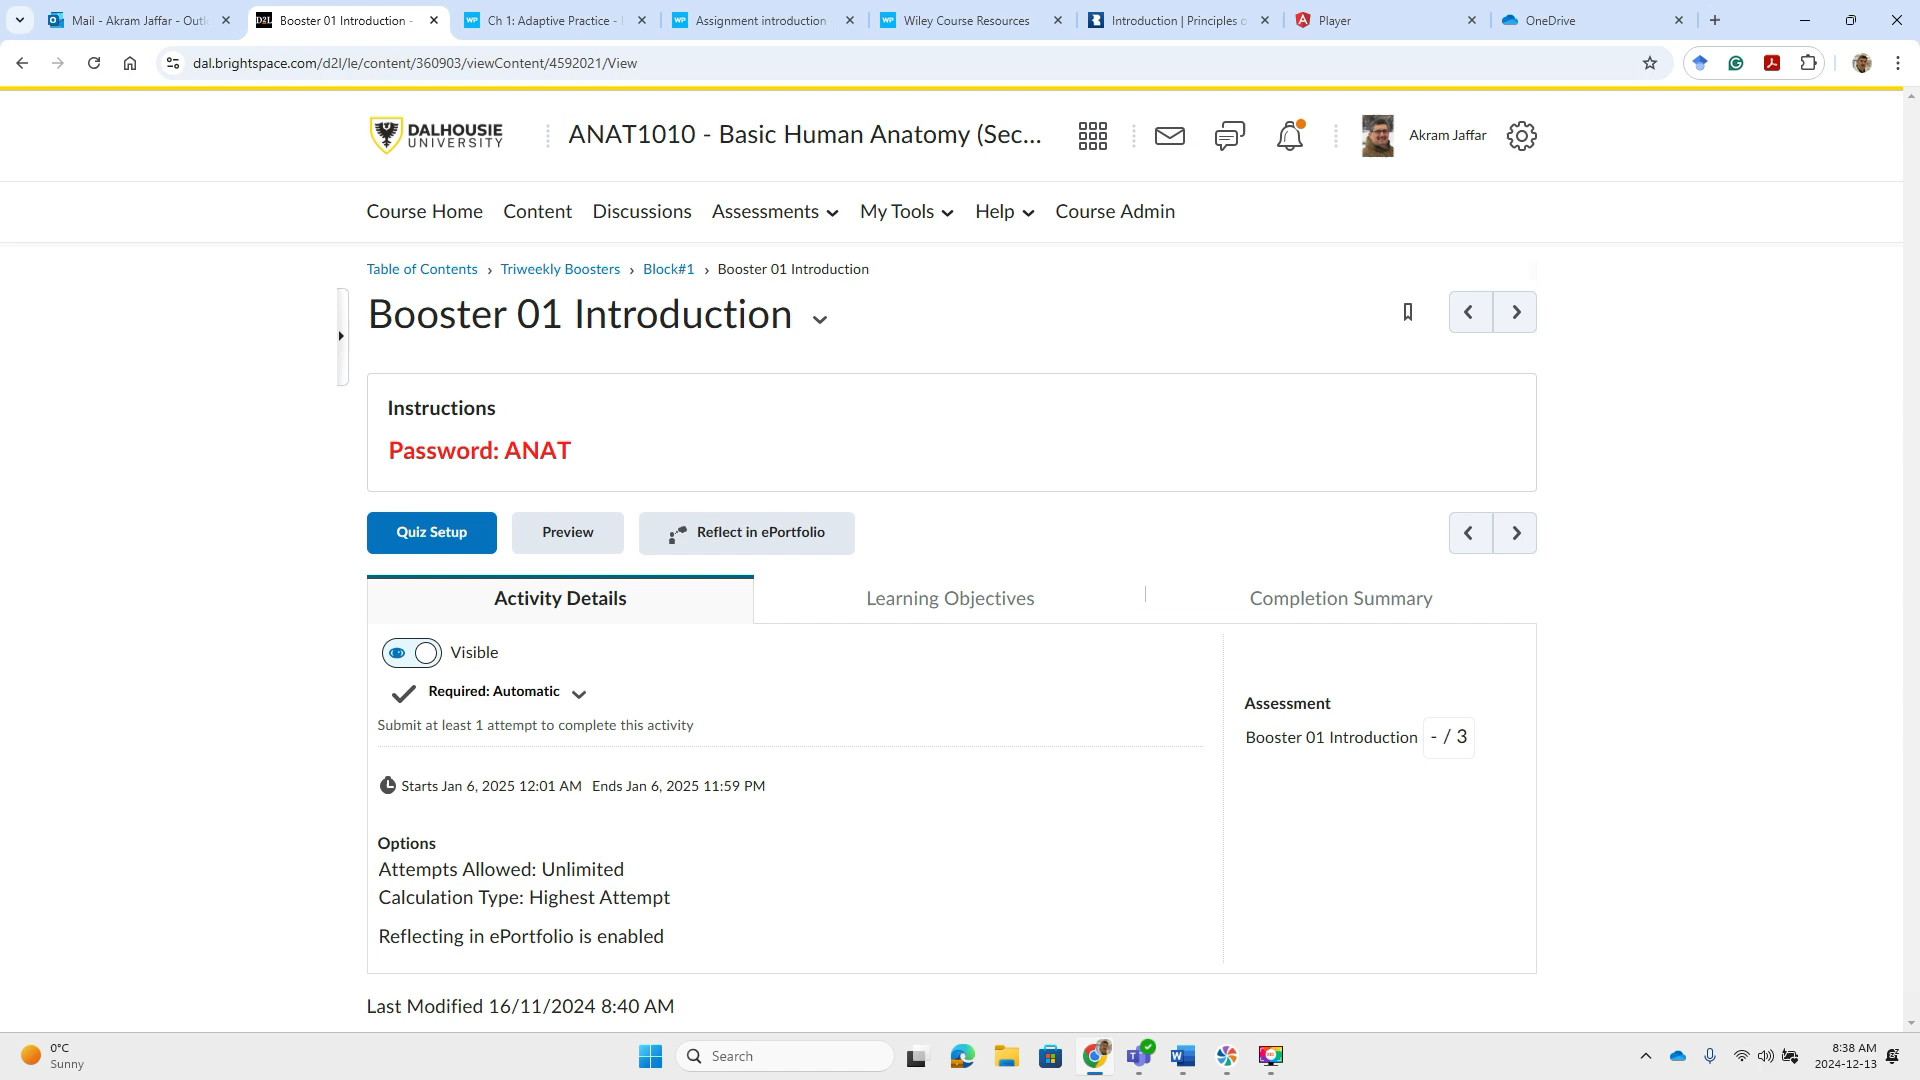 Mail - Akram Jaffar - Outl
Booster 01 Introduction -
Ch 1: Adaptive Practice -
Assignment introduction
Wiley Course Resources
Introduction | Principles o
Player
OneDrive
dal.brightspace.com/d2l/le/content/360903/viewContent/4592021/View
DALHOUSIE
UNIVERSITY
ANAT1010 - Basic Human Anatomy (Sec...
Akram Jaffar
Course Home Content Discussions Assessments My Tools Help Course Admin
Table of Contents › Triweekly Boosters › Block#1 › Booster 01 Introduction
Booster 01 Introduction
Instructions
Password: ANAT
Quiz Setup Preview Reflect in ePortfolio
Activity Details Learning Objectives Completion Summary
Visible
Required: Automatic
Submit at least 1 attempt to complete this activity
Starts Jan 6, 2025 12:01 AM Ends Jan 6, 2025 11:59 PM
Options
Attempts Allowed: Unlimited
Calculation Type: Highest Attempt
Reflecting in ePortfolio is enabled
Assessment
Booster 01 Introduction - / 3
Last Modified 16/11/2024 8:40 AM
0°C
Sunny
Search
8:38 AM
2024-12-13